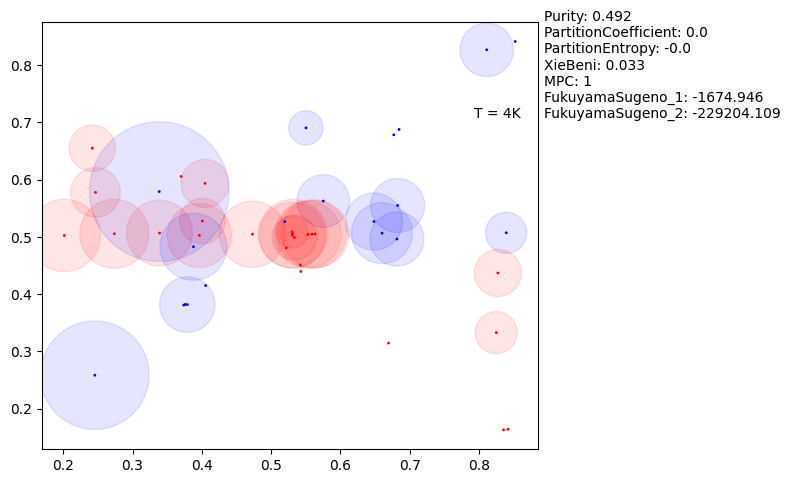 Purity: 0.492
PartitionCoefficient: 0.0
PartitionEntropy: -0.0
XieBeni: 0.033
MPC: 1
FukuyamaSugeno_1: -1674.946
FukuyamaSugeno_2: -229204.109
T = 4K
0.8
0.7
0.6
0.5
0.4
0.3
0.2
0.2 0.3 0.4 0.5 0.6 0.7 0.8